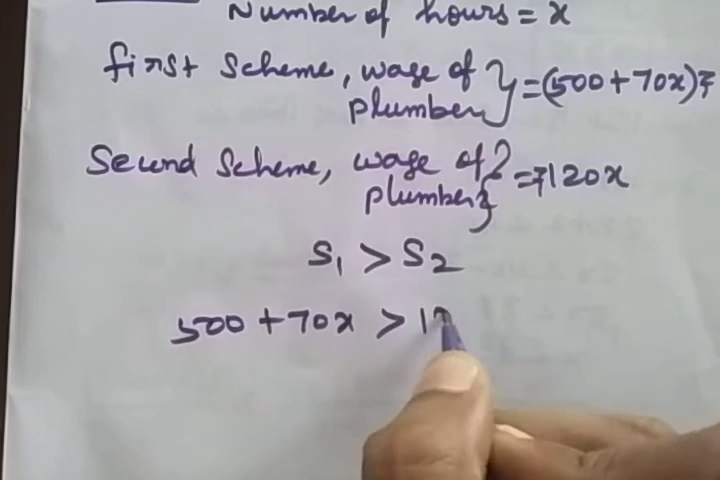 Number of hours = x
first scheme, wage of } = (500 + 70x)₹
plumber
Second scheme, wage of } = ₹120x
plumber
S₁ > S₂
500 + 70x > 12